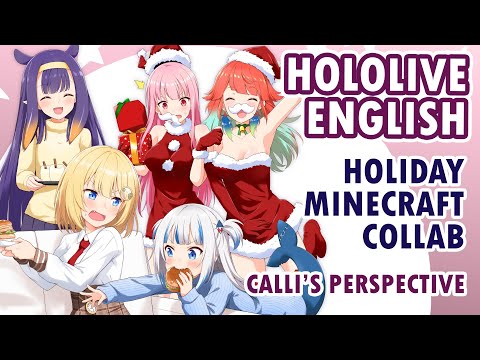 HOLOLIVE
ENGLISH
HOLIDAY
MINECRAFT
COLLAB
CALLI'S PERSPECTIVE